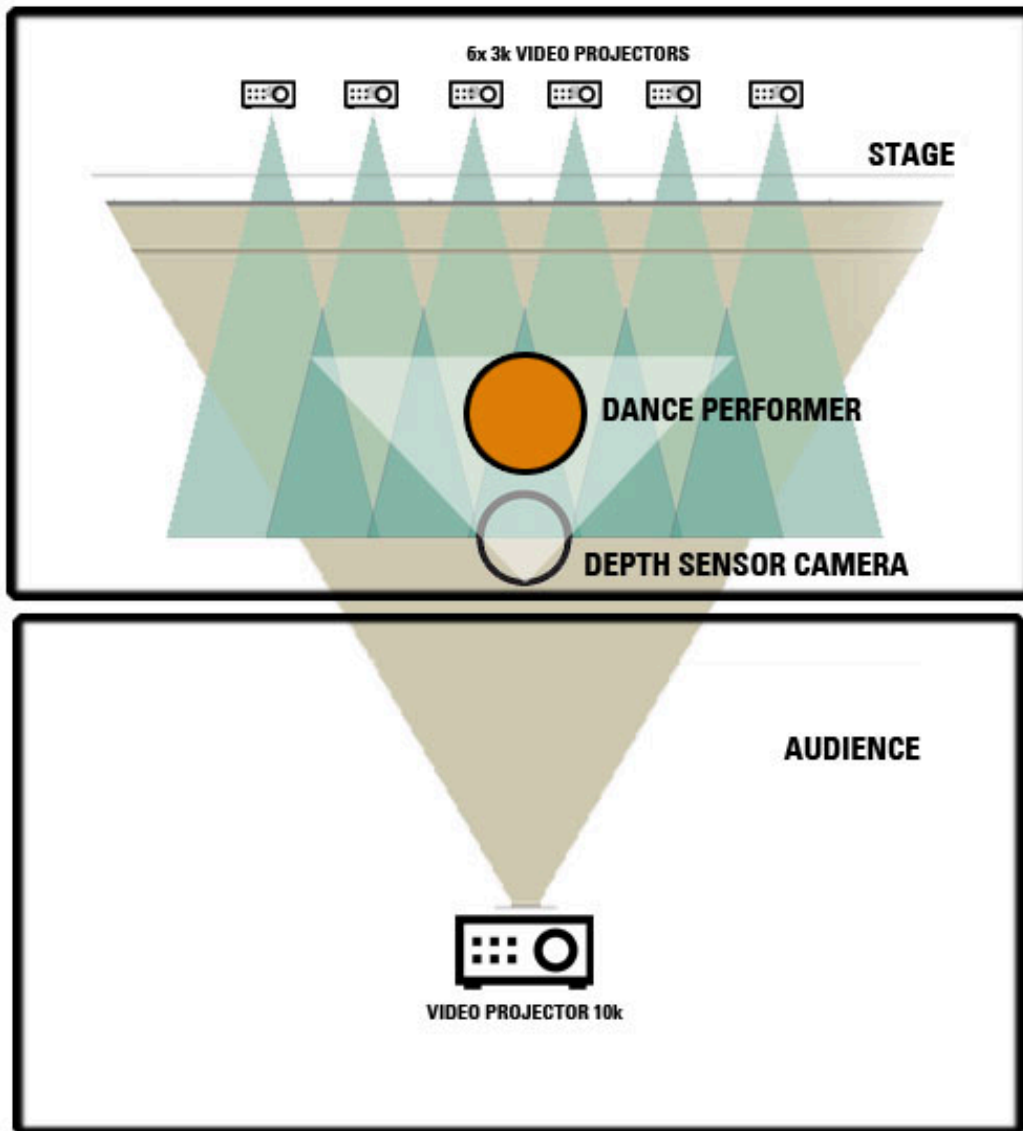 6x 3k VIDEO PROJECTORS
STAGE
DANCE PERFORMER
DEPTH SENSOR CAMERA
AUDIENCE
VIDEO PROJECTOR 10k